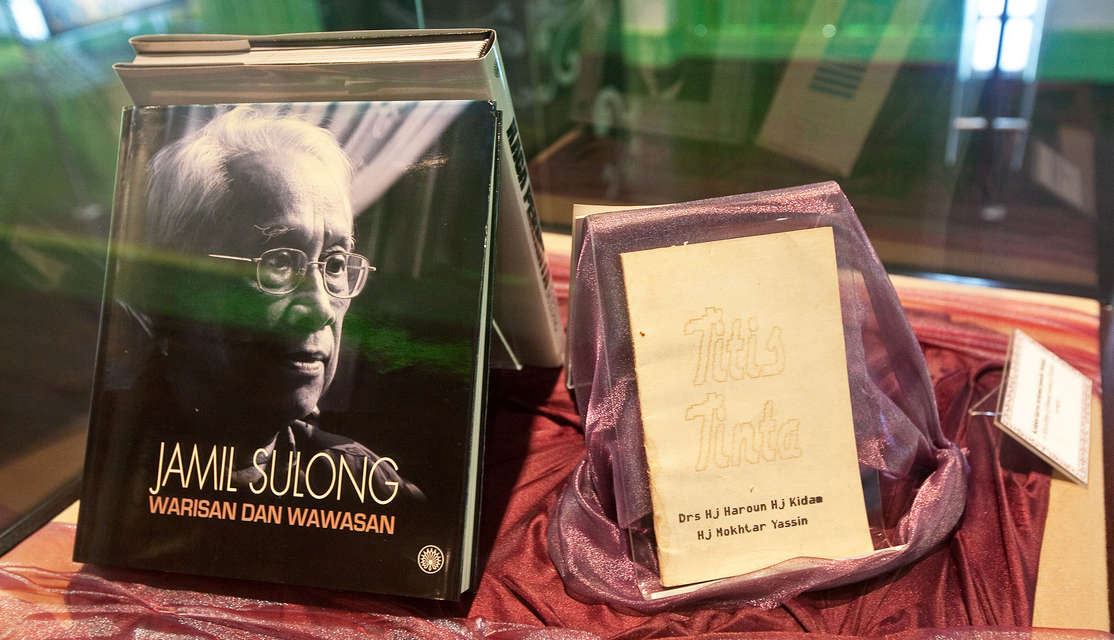 JAMIL SULONG
WARISAN DAN WAWASAN
Titis
Tinta
Drs Hj Haroun Hj Kidam
Hj Mokhtar Yassin